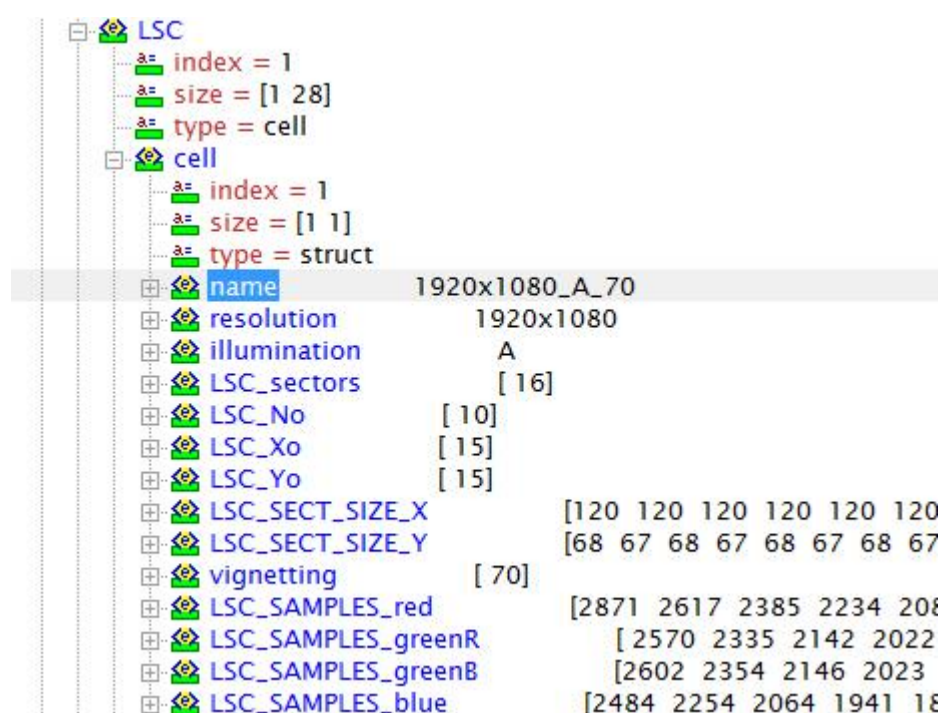 LSC
index = 1
size = [1 28]
type = cell
cell
index = 1
size = [1 1]
type = struct
name 1920x1080_A_70
resolution 1920x1080
illumination A
LSC_sectors [ 16]
LSC_No [ 10]
LSC_Xo [ 15]
LSC_Yo [ 15]
LSC_SECT_SIZE_X [120 120 120 120 120 120
LSC_SECT_SIZE_Y [68 67 68 67 68 67 68 67
vignetting [ 70]
LSC_SAMPLES_red [2871 2617 2385 2234 208
LSC_SAMPLES_greenR [ 2570 2335 2142 2022
LSC_SAMPLES_greenB [2602 2354 2146 2023
LSC_SAMPLES_blue [2484 2254 2064 1941 18